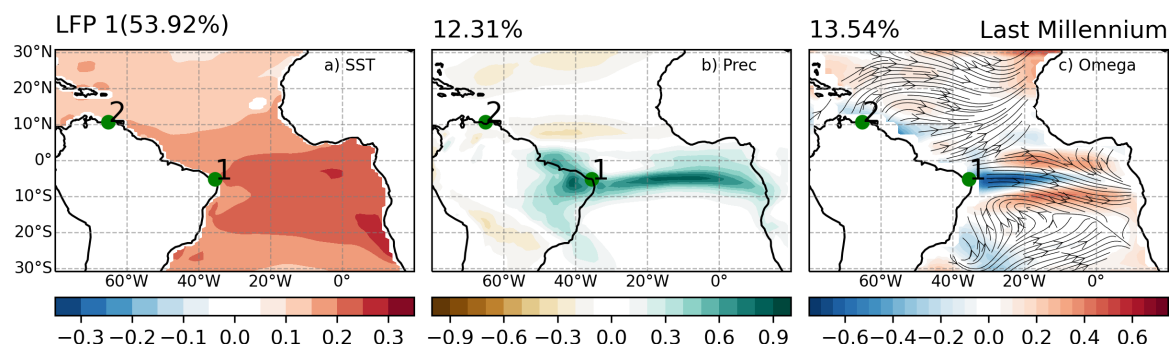 LFP 1(53.92%)
12.31%
13.54% Last Millennium
30°N
20°N
10°N
0°
10°S
20°S
30°S
a) SST
2
1
60°W 40°W 20°W 0°
b) Prec
2
1
60°W 40°W 20°W 0°
c) Omega
2
1
60°W 40°W 20°W 0°
−0.3 −0.2 −0.1 0.0 0.1 0.2 0.3
−0.9 −0.6 −0.3 0.0 0.3 0.6 0.9
−0.6 −0.4 −0.2 0.0 0.2 0.4 0.6